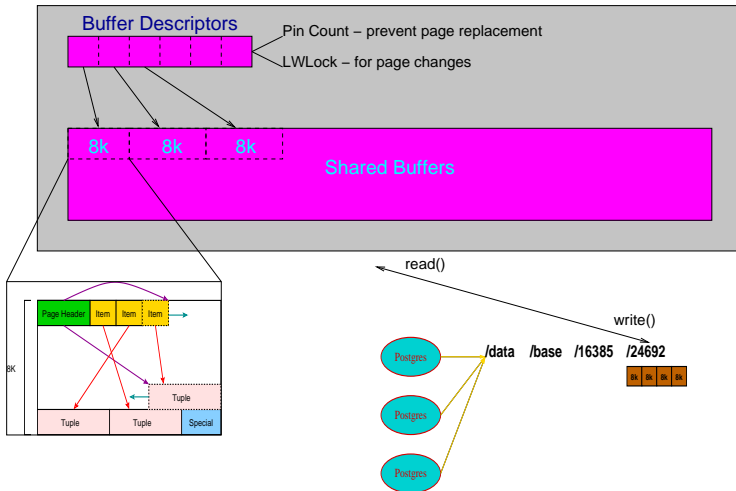 Buffer Descriptors
Pin Count – prevent page replacement
LWLock – for page changes
8k 8k 8k
Shared Buffers
read()
write()
Page Header Item Item Item
8K
Tuple
Tuple Tuple Special
/data /base /16385 /24692
8k 8k 8k 8k
Postgres
Postgres
Postgres